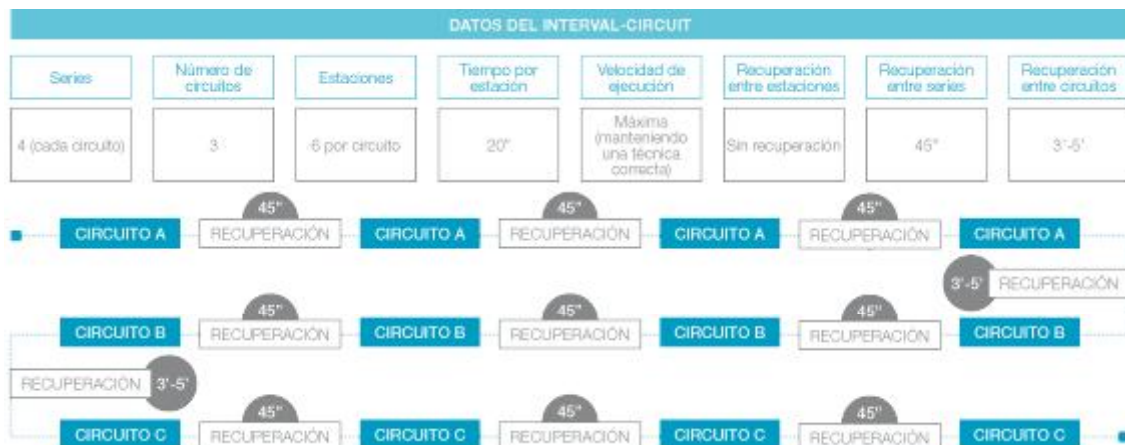 DATOS DEL INTERVAL-CIRCUIT
Series
Número de
circuitos
Estaciones
Tiempo por
estación
Velocidad de
ejecución
Recuperación
entre estaciones
Recuperación
entre series
Recuperación
entre circuitos
4 (cada circuito)
3
6 por circuito
20"
Máxima
(manteniendo
una técnica
correcta)
Sin recuperación
45"
3'-5'
45" 45" 45"
CIRCUITO A RECUPERACIÓN CIRCUITO A RECUPERACIÓN CIRCUITO A RECUPERACIÓN CIRCUITO A
3'-5' RECUPERACIÓN
45" 45" 45"
CIRCUITO B RECUPERACIÓN CIRCUITO B RECUPERACIÓN CIRCUITO B RECUPERACIÓN CIRCUITO B
RECUPERACIÓN 3'-5'
45" 45" 45"
CIRCUITO C RECUPERACIÓN CIRCUITO C RECUPERACIÓN CIRCUITO C RECUPERACIÓN CIRCUITO C